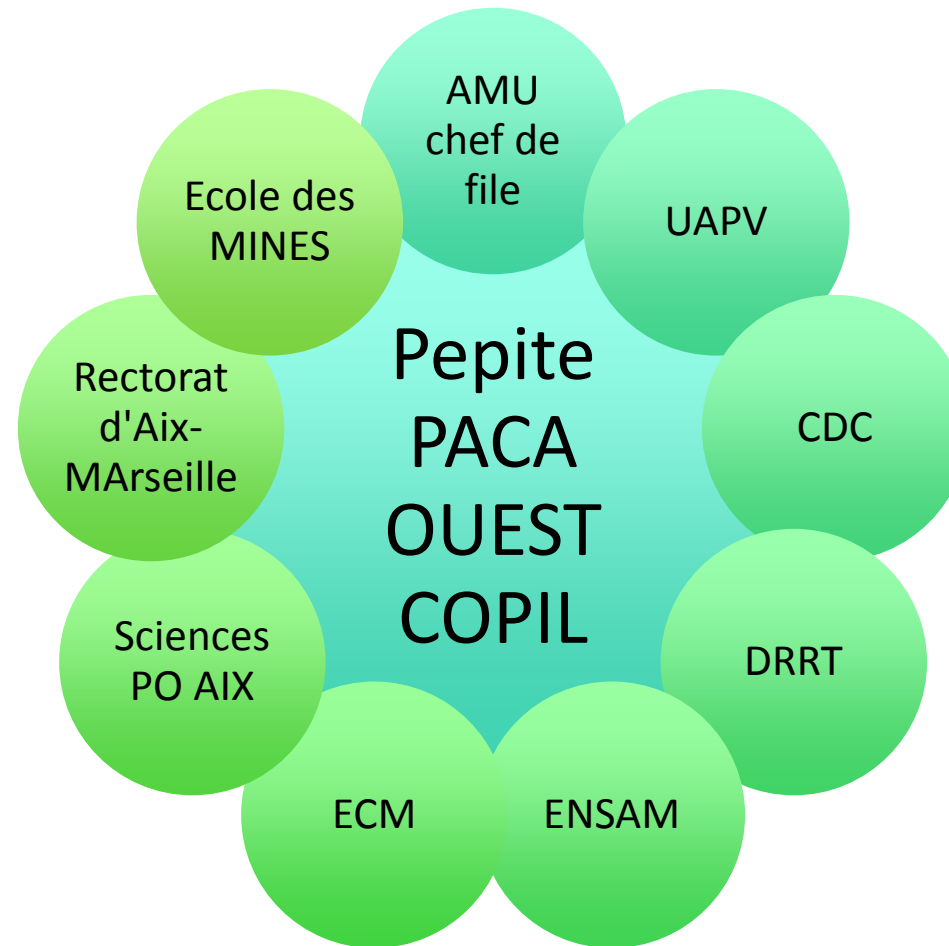 AMU
chef de
file
UAPV
CDC
DRRT
ENSAM
ECM
Sciences
PO AIX
Rectorat
d'Aix-
MArseille
Ecole des
MINES
Pepite
PACA
OUEST
COPIL